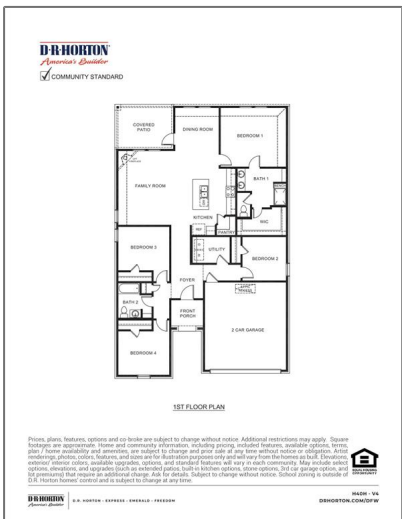 D·R·HORTON®
America's Builder
COMMUNITY STANDARD
COVERED PATIO
DINING ROOM
BEDROOM 1
FAMILY ROOM
BATH 1
KITCHEN
WIC
REF
PANTRY
BEDROOM 3
UTILITY
BEDROOM 2
FOYER
BATH 2
FRONT PORCH
2 CAR GARAGE
BEDROOM 4
1ST FLOOR PLAN
Prices, plans, features, options and co-broke are subject to change without notice. Additional restrictions may apply. Square
footages are approximate. Home and community information, including pricing, included features, available options, terms,
plan / home availability and amenities, are subject to change and prior sale at any time without notice or obligation. Artist
renderings, photos, colors, features, and sizes are for illustration purposes only and will vary from the homes as built. Elevations,
exterior/ interior colors, available upgrades, options, and standard features will vary in each community. May include select
options, elevations, and upgrades (such as extended patios, built-in kitchen options, stone options, 3rd car garage option, and
lot premiums) that require an additional charge. Ask for details. Subject to change without notice. School zoning is outside of
D.R. Horton homes' control and is subject to change at any time.
EQUAL HOUSING
OPPORTUNITY
D·R·HORTON
America's Builder
D.R. HORTON · EXPRESS · EMERALD · FREEDOM
H40H · V4
DRHORTON.COM/DFW